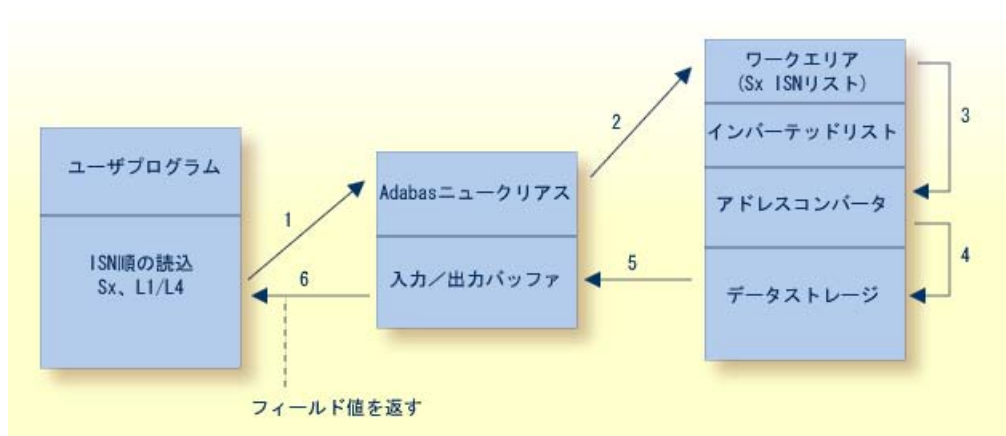 ユーザプログラム
ISN順の読込
Sx、L1/L4
1
6
フィールド値を返す
Adabasニュークリアス
入力／出力バッファ
2
5
ワークエリア
(Sx ISNリスト)
インバーテッドリスト
アドレスコンバータ
データストレージ
3
4